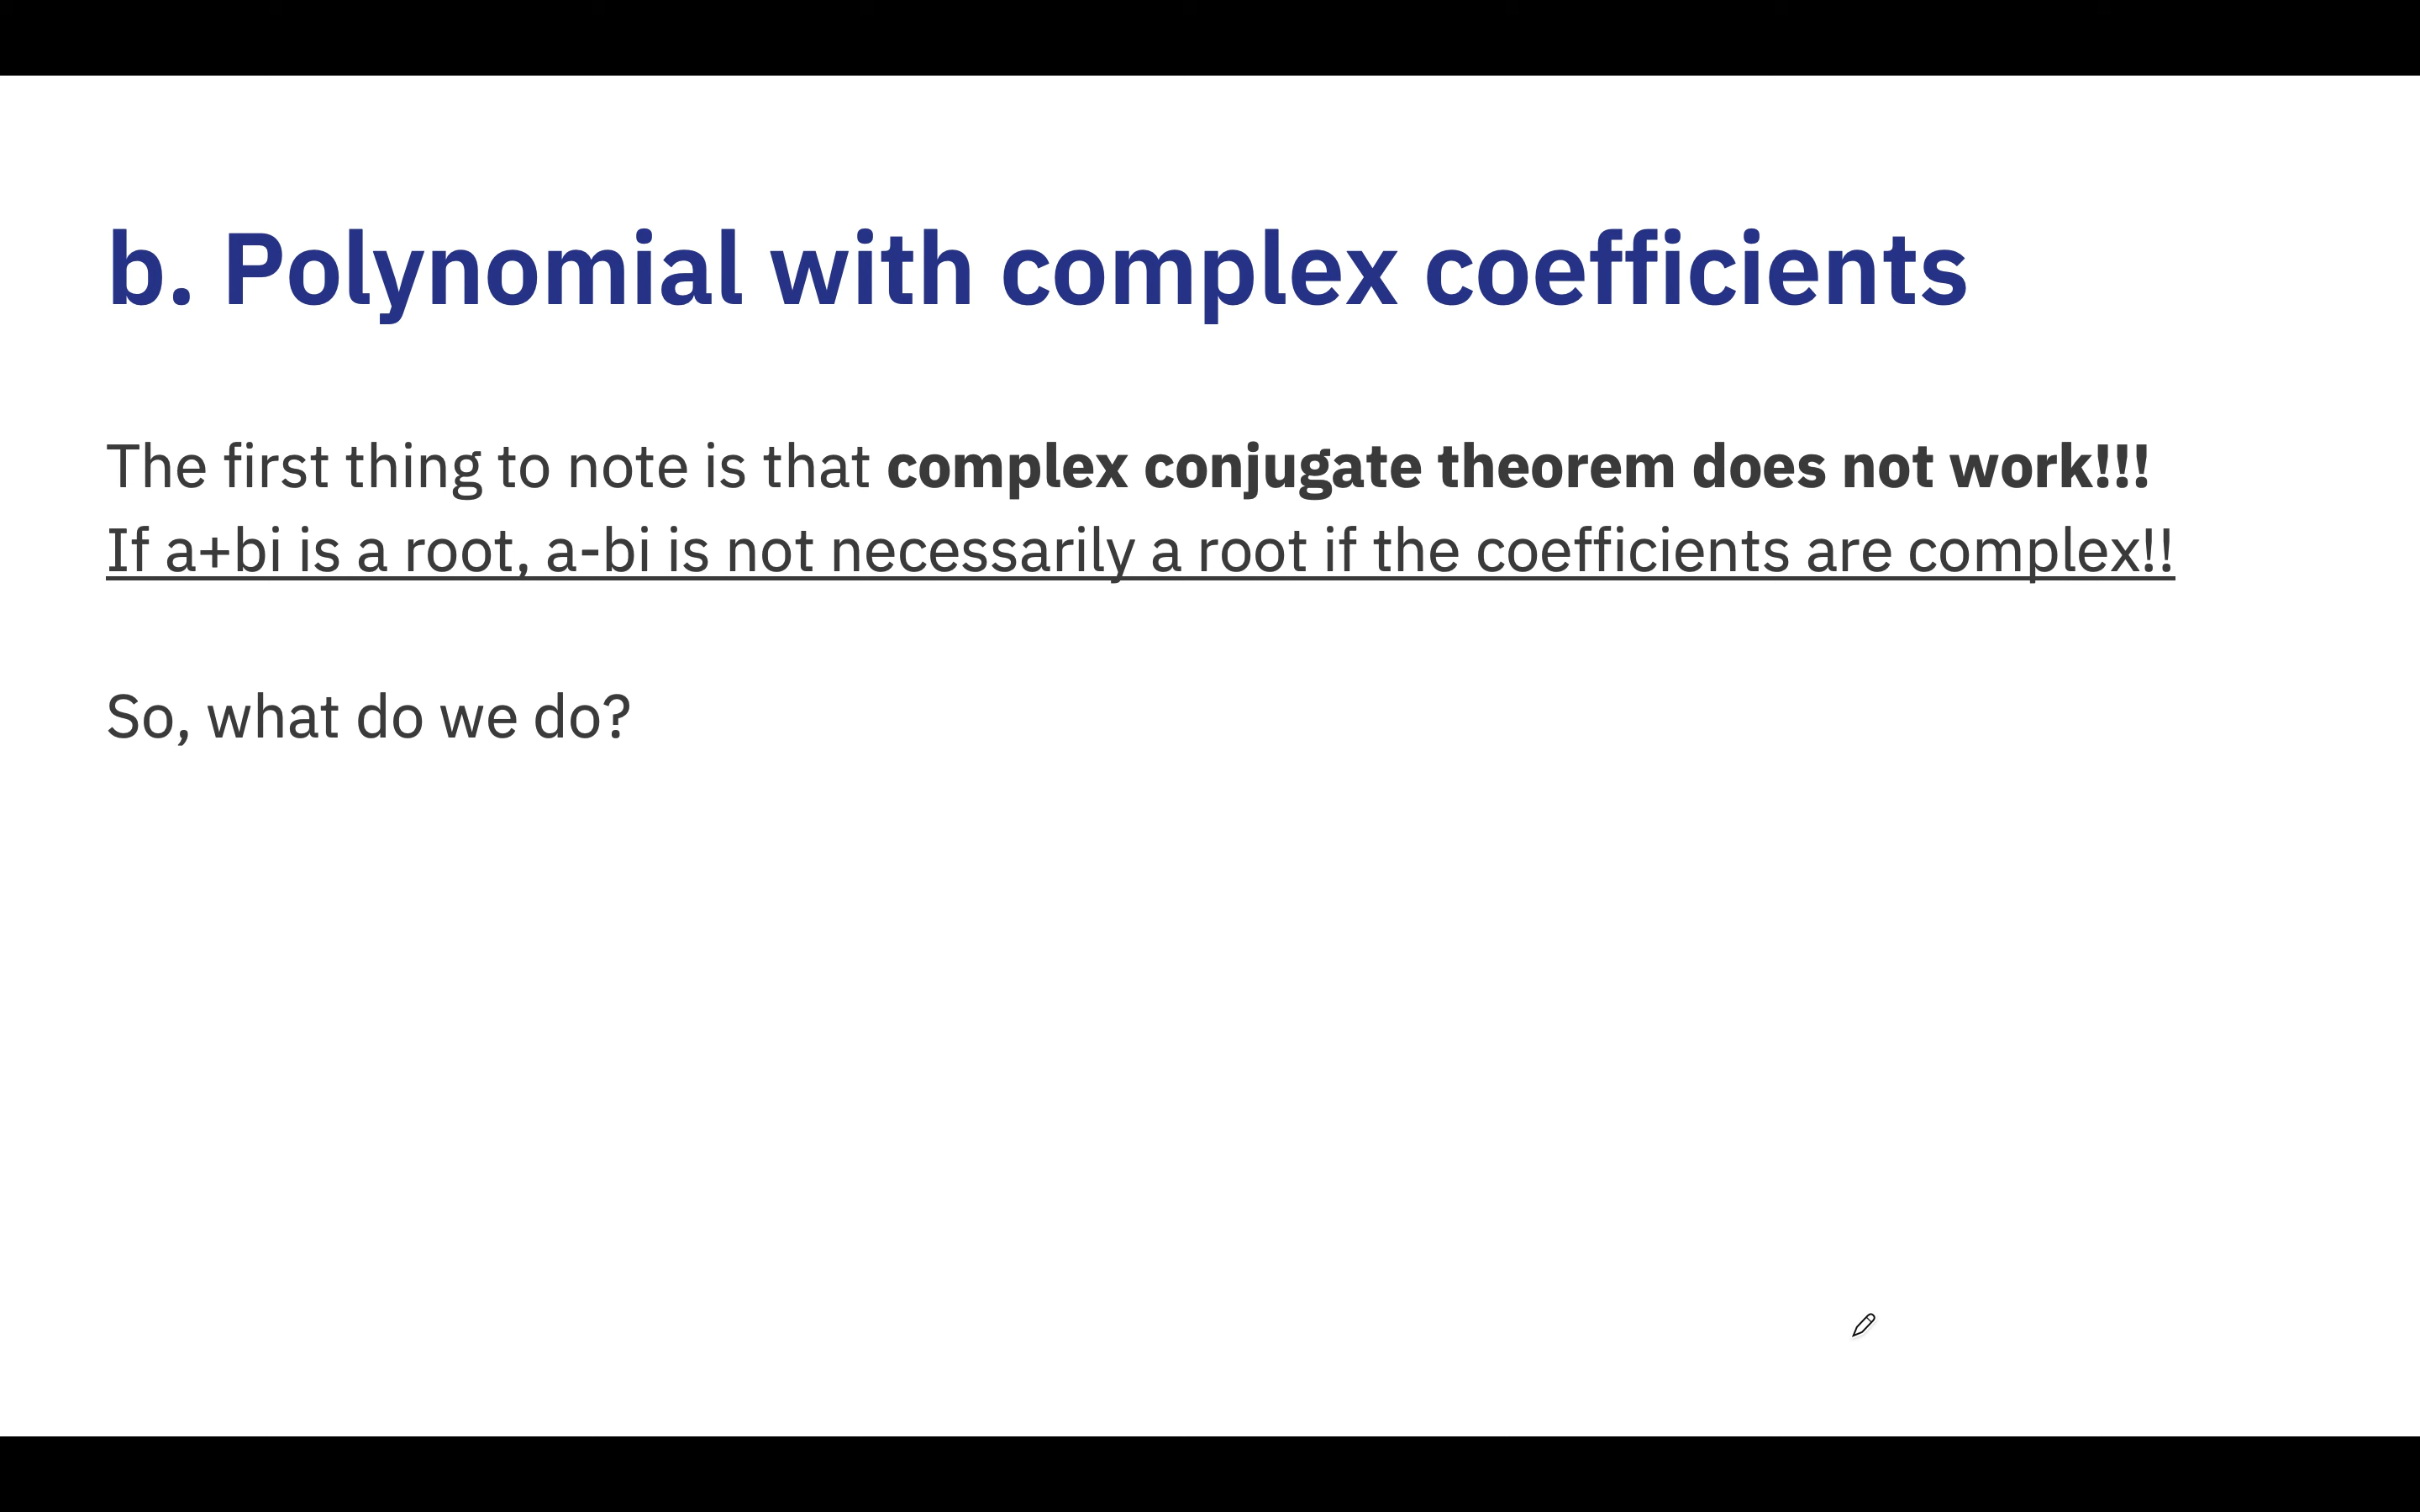 b. Polynomial with complex coefficients
The first thing to note is that complex conjugate theorem does not work!!!
If a+bi is a root, a-bi is not necessarily a root if the coefficients are complex!!
So, what do we do?